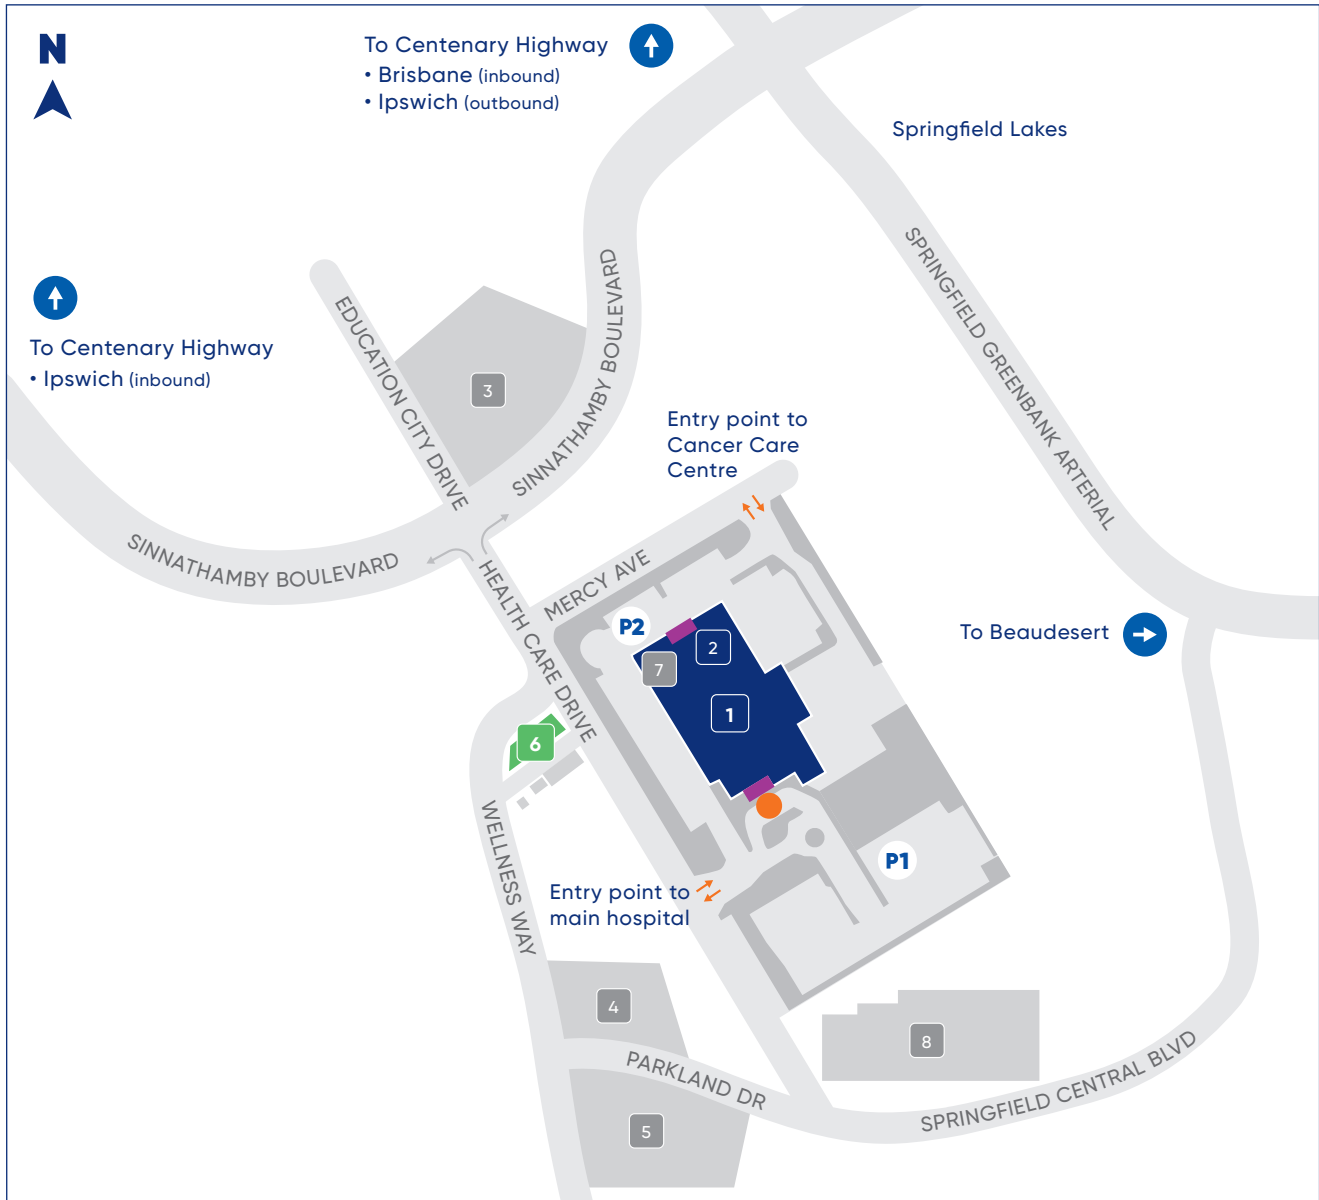 N
To Centenary Highway
• Brisbane (inbound)
• Ipswich (outbound)
Springfield Lakes
To Centenary Highway
• Ipswich (inbound)
EDUCATION CITY DRIVE
3
SINNATHAMBY BOULEVARD
SPRINGFIELD GREENBANK ARTERIAL
Entry point to
Cancer Care
Centre
SINNATHAMBY BOULEVARD
HEALTH CARE DRIVE
MERCY AVE
P2
2
7
1
To Beaudesert
6
WELLNESS WAY
P1
Entry point to
main hospital
4
PARKLAND DR
8
5
SPRINGFIELD CENTRAL BLVD